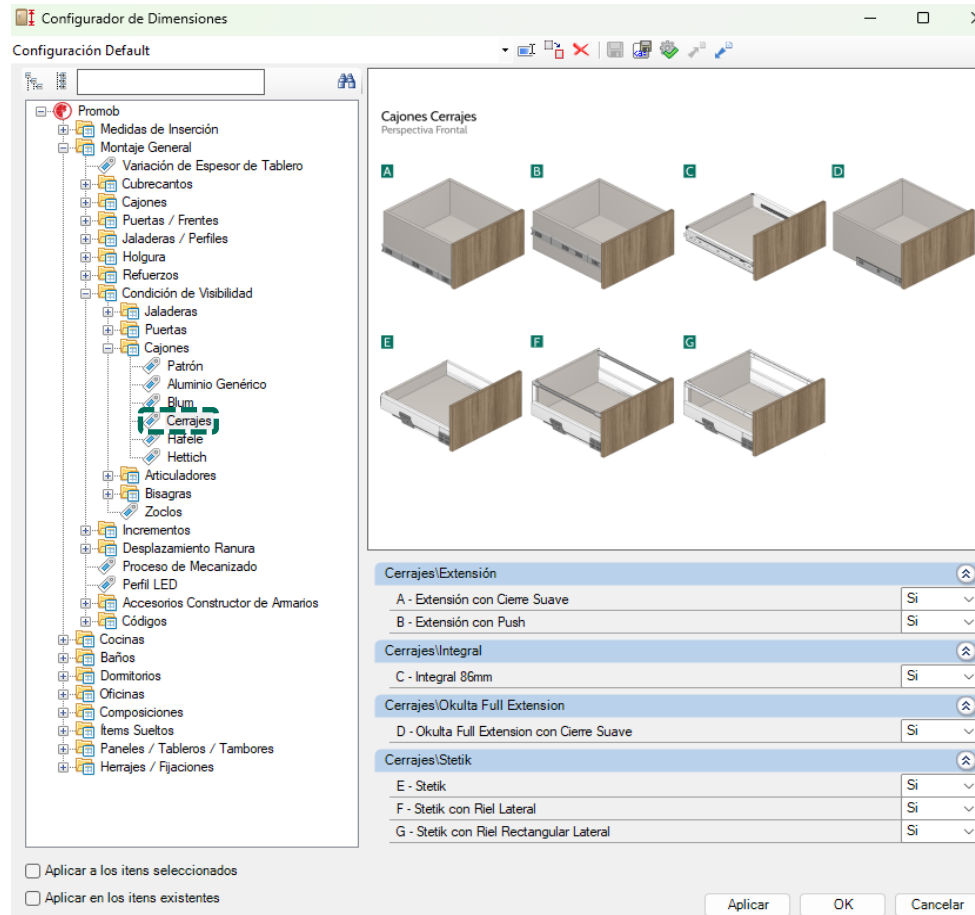 Configurador de Dimensiones
Configuración Default
Promob
Medidas de Inserción
Montaje General
Variación de Espesor de Tablero
Cubrecantos
Cajones
Puertas / Frentes
Jaladeras / Perfiles
Holgura
Refuerzos
Condición de Visibilidad
Jaladeras
Puertas
Cajones
Patrón
Aluminio Genérico
Blum
Cerrajes
Hafele
Hettich
Articuladores
Bisagras
Zoclos
Incrementos
Desplazamiento Ranura
Proceso de Mecanizado
Perfil LED
Accesorios Constructor de Armarios
Códigos
Cocinas
Baños
Dormitorios
Oficinas
Composiciones
Ítems Sueltos
Paneles / Tableros / Tambores
Herrajes / Fijaciones
Cajones Cerrajes
Perspectiva Frontal
A B C D
E F G
Cerrajes\Extensión
A - Extensión con Cierre Suave Si
B - Extensión con Push Si
Cerrajes\Integral
C - Integral 86mm Si
Cerrajes\Okulta Full Extension
D - Okulta Full Extension con Cierre Suave Si
Cerrajes\Stetik
E - Stetik Si
F - Stetik con Riel Lateral Si
G - Stetik con Riel Rectangular Lateral Si
Aplicar a los itens seleccionados
Aplicar en los itens existentes
Aplicar OK Cancelar